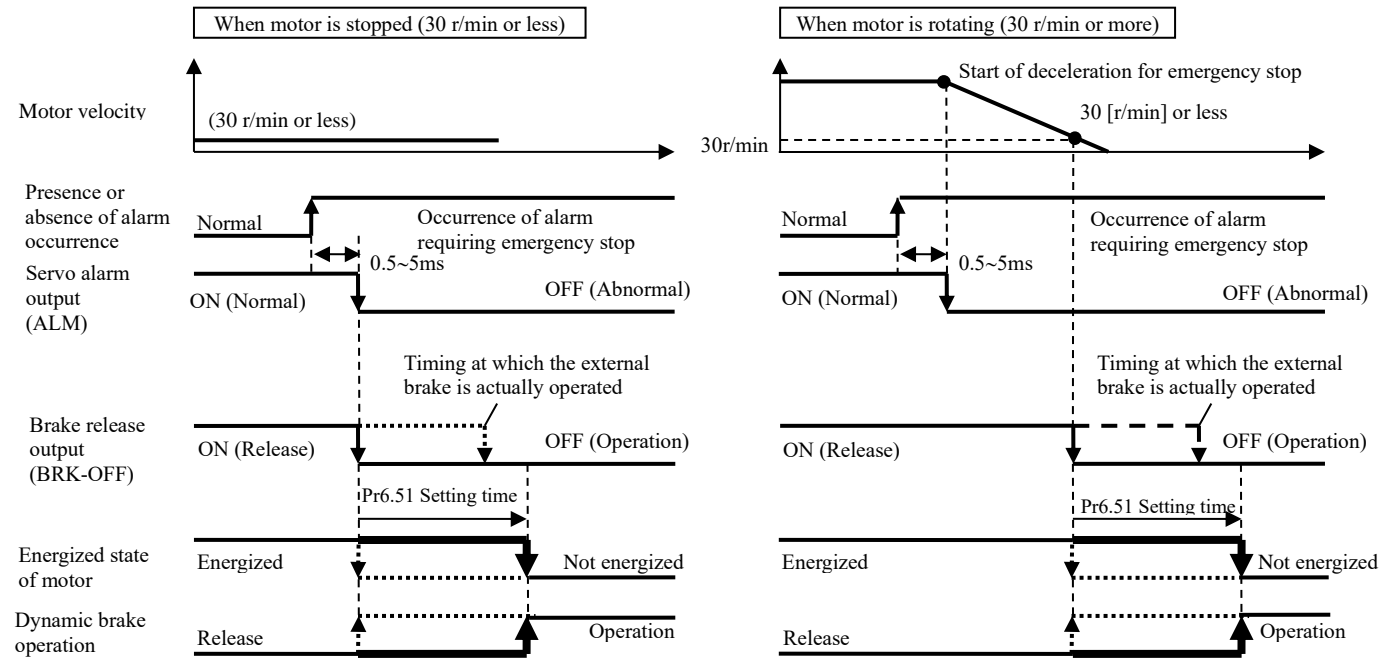 When motor is stopped (30 r/min or less)
When motor is rotating (30 r/min or more)
Motor velocity
(30 r/min or less)
Start of deceleration for emergency stop
30 [r/min] or less
30r/min
Presence or
absence of alarm
occurrence
Normal
Occurrence of alarm
requiring emergency stop
Normal
Occurrence of alarm
requiring emergency stop
0.5~5ms
0.5~5ms
Servo alarm
output
(ALM)
ON (Normal)
OFF (Abnormal)
ON (Normal)
OFF (Abnormal)
Timing at which the external
brake is actually operated
Timing at which the external
brake is actually operated
Brake release
output
(BRK-OFF)
ON (Release)
OFF (Operation)
ON (Release)
OFF (Operation)
Pr6.51 Setting time
Pr6.51 Setting time
Energized state
of motor
Energized
Not energized
Energized
Not energized
Dynamic brake
operation
Release
Operation
Release
Operation